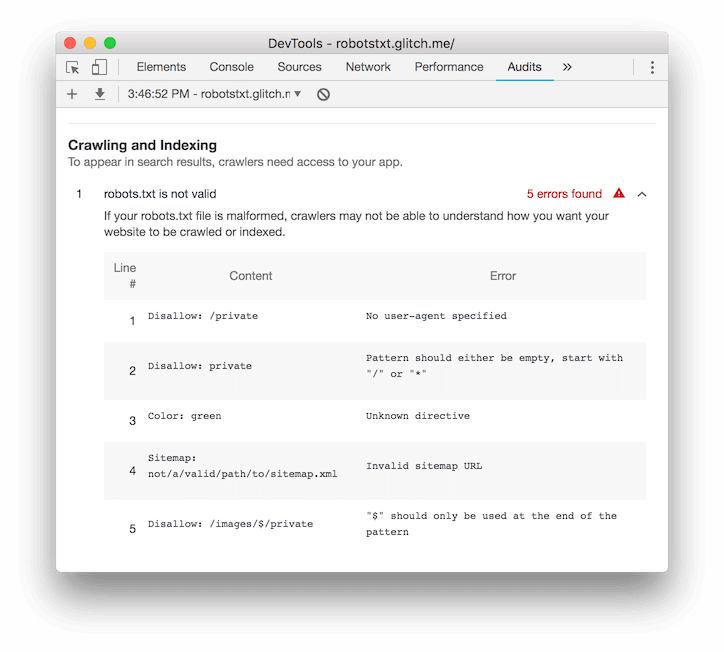 DevTools - robotstxt.glitch.me/
Elements Console Sources Network Performance Audits »
3:46:52 PM - robotstxt.glitch.r
Crawling and Indexing
To appear in search results, crawlers need access to your app.
1 robots.txt is not valid 5 errors found
If your robots.txt file is malformed, crawlers may not be able to understand how you want your
website to be crawled or indexed.
Line
# Content Error
1 Disallow: /private No user-agent specified
2 Disallow: private Pattern should either be empty, start with
"/" or "*"
3 Color: green Unknown directive
4 Sitemap:
not/a/valid/path/to/sitemap.xml Invalid sitemap URL
5 Disallow: /images/$/private "$" should only be used at the end of the
pattern